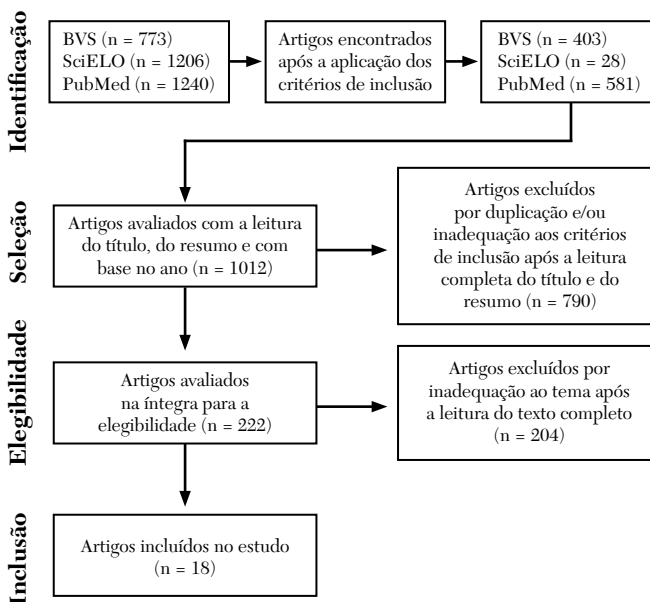 Identificação
BVS (n = 773)
SciELO (n = 1206)
PubMed (n = 1240)
Artigos encontrados
após a aplicação dos
critérios de inclusão
BVS (n = 403)
SciELO (n = 28)
PubMed (n = 581)
Seleção
Artigos avaliados com a leitura
do título, do resumo e com
base no ano (n = 1012)
Artigos excluídos
por duplicação e/ou
inadequação aos critérios
de inclusão após a leitura
completa do título e do
resumo (n = 790)
Elegibilidade
Artigos avaliados
na íntegra para a
elegibilidade (n = 222)
Artigos excluídos por
inadequação ao tema após
a leitura do texto completo
(n = 204)
Inclusão
Artigos incluídos no estudo
(n = 18)